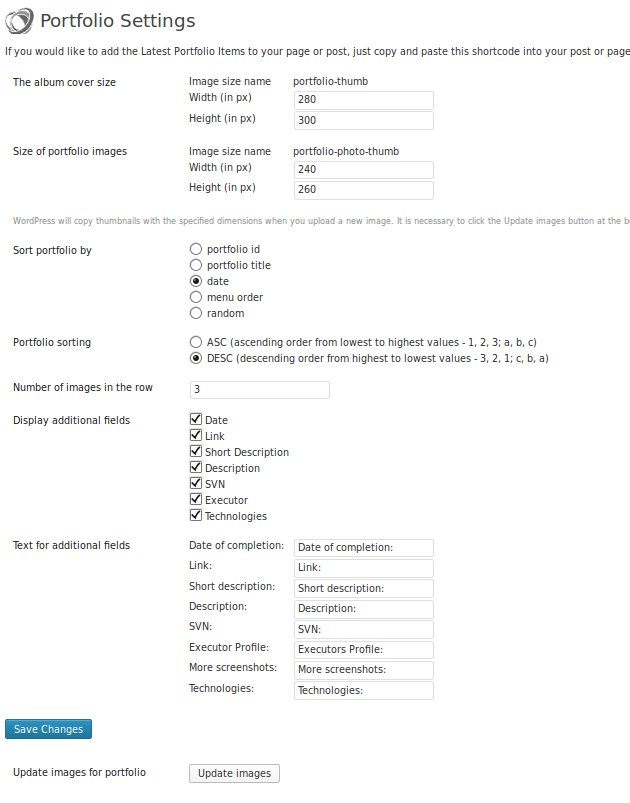 Portfolio Settings
If you would like to add the Latest Portfolio Items to your page or post, just copy and paste this shortcode into your post or page
The album cover size
Image size name portfolio-thumb
Width (in px) 280
Height (in px) 300
Size of portfolio images
Image size name portfolio-photo-thumb
Width (in px) 240
Height (in px) 260
WordPress will copy thumbnails with the specified dimensions when you upload a new image. It is necessary to click the Update images button at the
Sort portfolio by
portfolio id
portfolio title
date
menu order
random
Portfolio sorting
ASC (ascending order from lowest to highest values - 1, 2, 3; a, b, c)
DESC (descending order from highest to lowest values - 3, 2, 1; c, b, a)
Number of images in the row 3
Display additional fields
Date
Link
Short Description
Description
SVN
Executor
Technologies
Text for additional fields
Date of completion: Date of completion:
Link: Link:
Short description: Short description:
Description: Description:
SVN: SVN:
Executor Profile: Executors Profile:
More screenshots: More screenshots:
Technologies: Technologies:
Save Changes
Update images for portfolio Update images